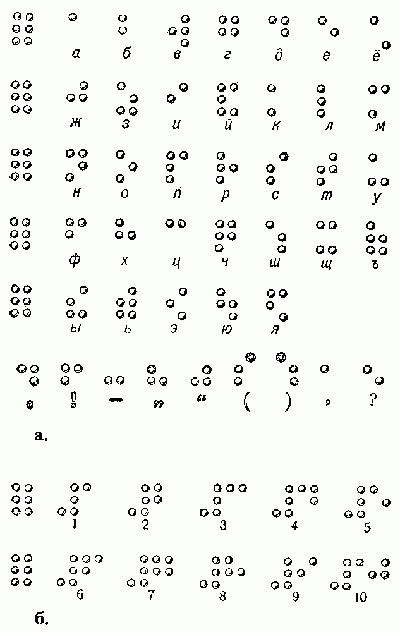 а б в г д е ё
ж з и й к л м
н о п р с т у
ф х ц ч ш щ ъ
ы ь э ю я
! – „ “ ( ) , ?
а.
1 2 3 4 5
6 7 8 9 10
б.